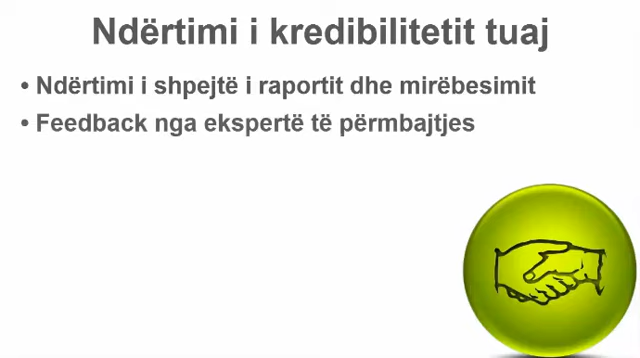 Ndërtimi i kredibilitetit tuaj
• Ndërtimi i shpejtë i raportit dhe mirëbesimit
• Feedback nga ekspertë të përmbajtjes